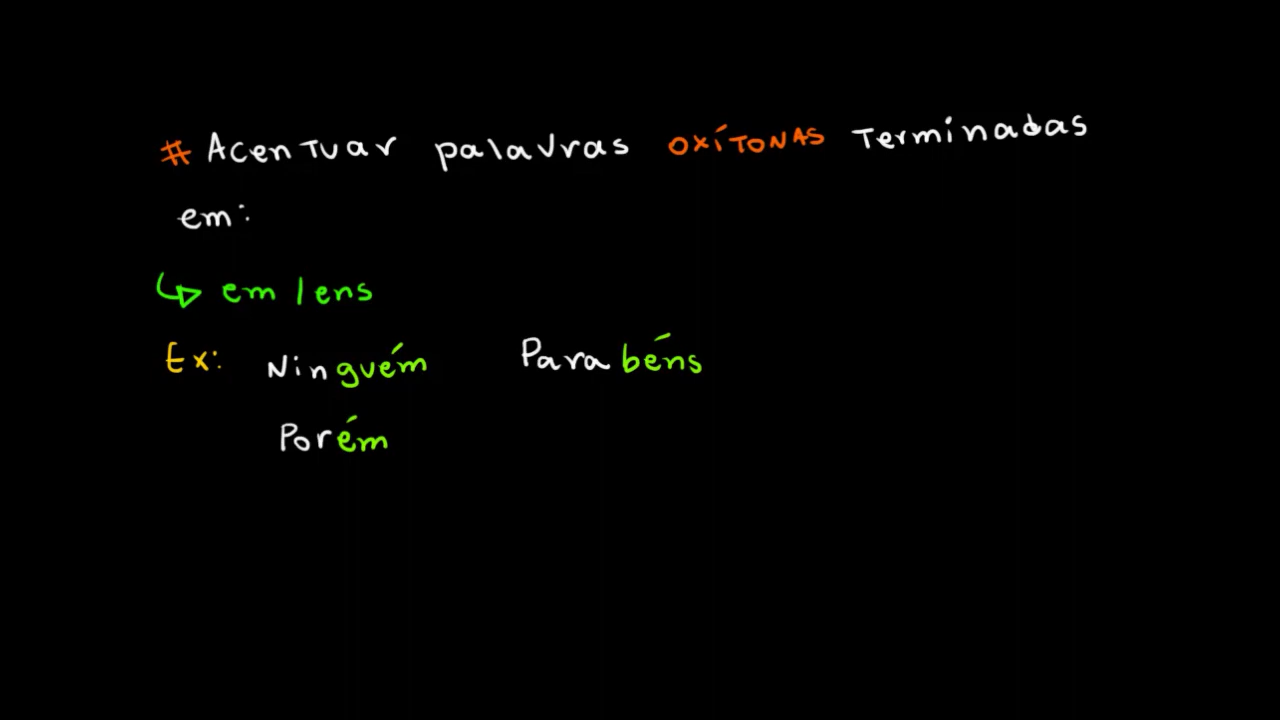 # Acentuar palavras OXÍTONAS Terminadas
em:
↳ em / ens
Ex: Ninguém Parabéns
Porém